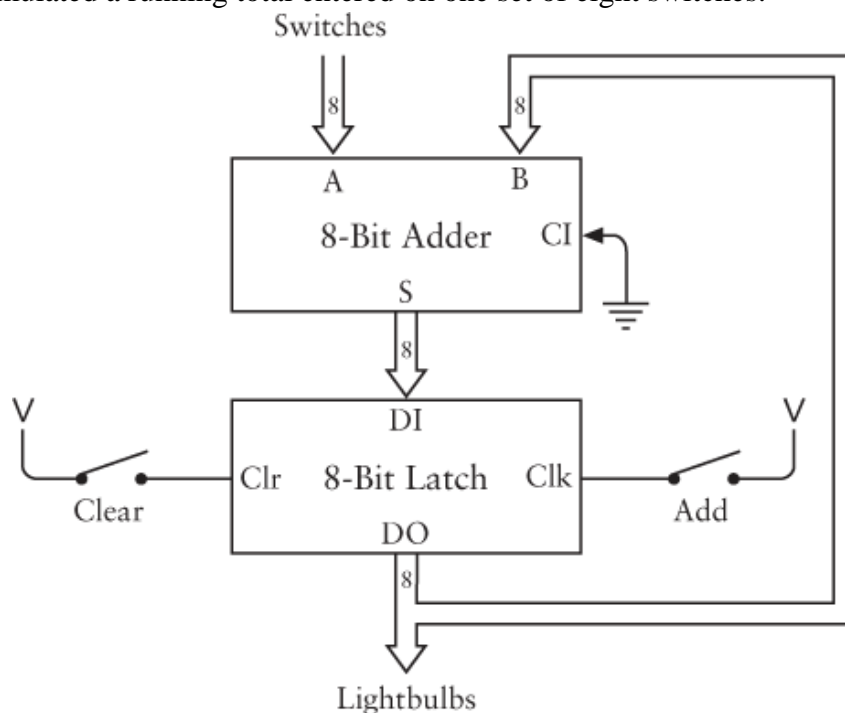 a running total entered on one set of eight switches.
Switches
8
8
A
B
8-Bit Adder
CI
S
8
V
V
DI
Clr
8-Bit Latch
Clk
Clear
Add
DO
8
Lightbulbs